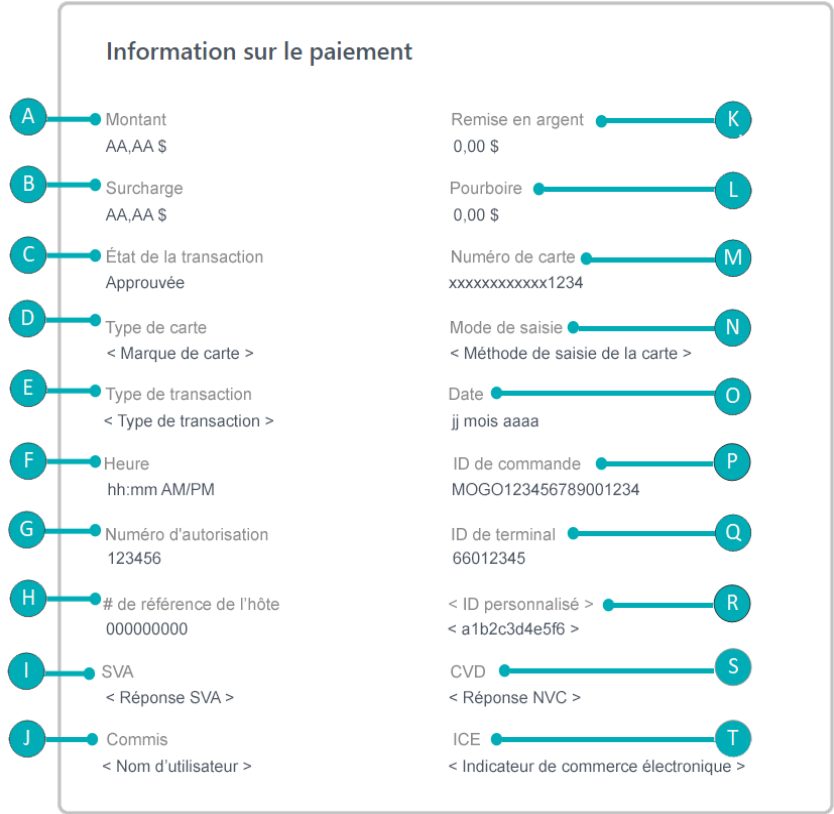 Information sur le paiement
A Montant Remise en argent K
AA,AA $ 0,00 $
B Surcharge Pourboire L
AA,AA $ 0,00 $
C État de la transaction Numéro de carte M
Approuvée xxxxxxxxxxxx1234
D Type de carte Mode de saisie N
< Marque de carte > < Méthode de saisie de la carte >
E Type de transaction Date O
< Type de transaction > jj mois aaaa
F Heure ID de commande P
hh:mm AM/PM MOGO123456789001234
G Numéro d'autorisation ID de terminal Q
123456 66012345
H # de référence de l’hôte < ID personnalisé > R
000000000 < a1b2c3d4e5f6 >
I SVA CVD S
< Réponse SVA > < Réponse NVC >
J Commis ICE T
< Nom d’utilisateur > < Indicateur de commerce électronique >